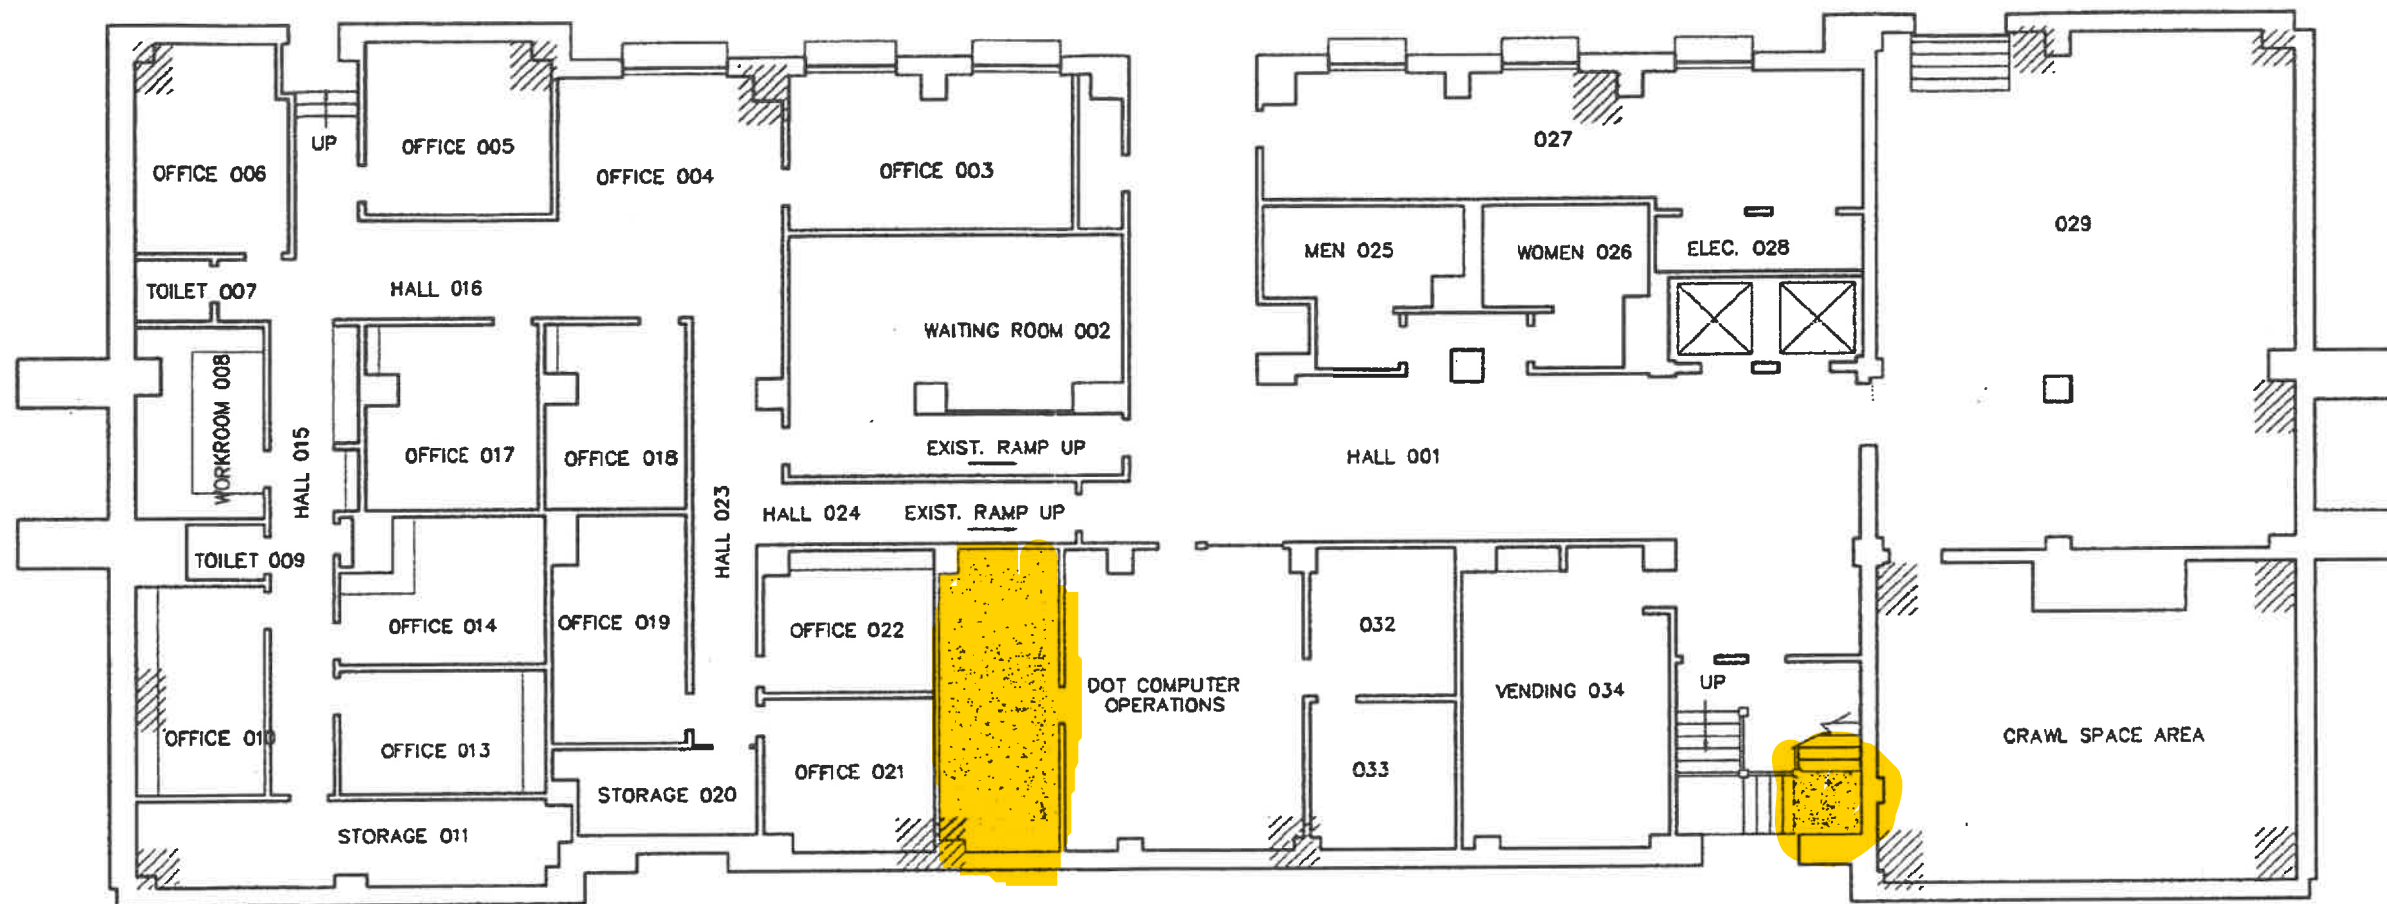 UP
OFFICE 006
OFFICE 005
OFFICE 004
OFFICE 003
027
029
MEN 025
WOMEN 026
ELEC. 028
TOILET 007
HALL 016
WAITING ROOM 002
WORKROOM 008
HALL 015
OFFICE 017
OFFICE 018
EXIST. RAMP UP
HALL 001
HALL 023
HALL 024
EXIST. RAMP UP
TOILET 009
OFFICE 014
OFFICE 019
OFFICE 022
032
DOT COMPUTER
OPERATIONS
VENDING 034
UP
OFFICE 010
OFFICE 013
OFFICE 021
033
CRAWL SPACE AREA
STORAGE 020
STORAGE 011